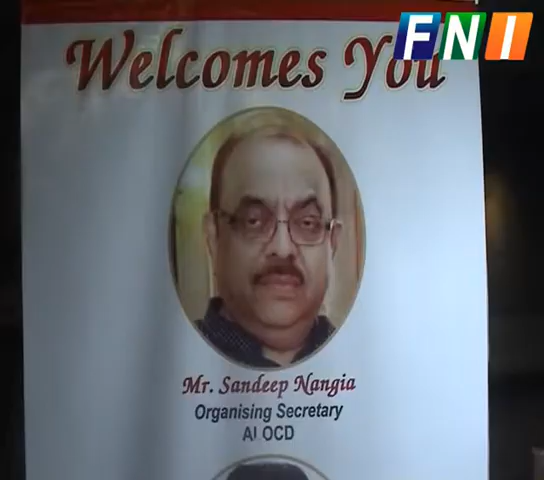 FNI
Welcomes You
Mr. Sandeep Nangia
Organising Secretary
AIOCD